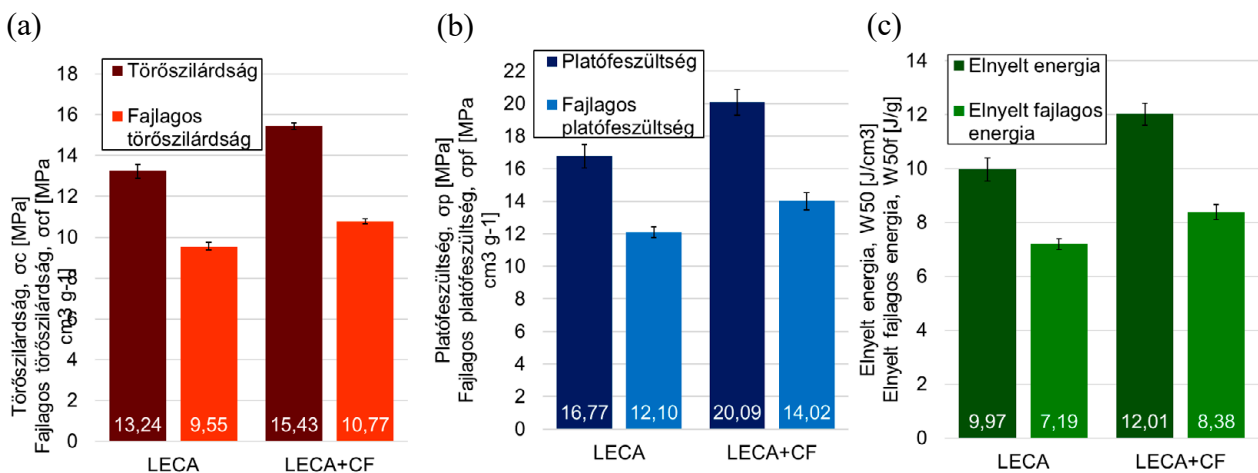 (a)
Törőszilárdság
Fajlagos
törőszilárdság
Törőszilárdság, σc [MPa]
Fajlagos törőszilárdság, σcf [MPa
cm3 g-1]
18
16
14
12
10
8
6
4
2
0
13,24
9,55
15,43
10,77
LECA
LECA+CF
(b)
Platófeszültség
Fajlagos
platófeszültség
Platófeszültség, σp [MPa]
Fajlagos platófeszültség, σpf [MPa
cm3 g-1]
22
20
18
16
14
12
10
8
6
4
2
0
16,77
12,10
20,09
14,02
LECA
LECA+CF
(c)
Elnyelt energia
Elnyelt fajlagos
energia
Elnyelt energia, W50 [J/cm3]
Elnyelt fajlagos energia, W50f [J/g]
14
12
10
8
6
4
2
0
9,97
7,19
12,01
8,38
LECA
LECA+CF